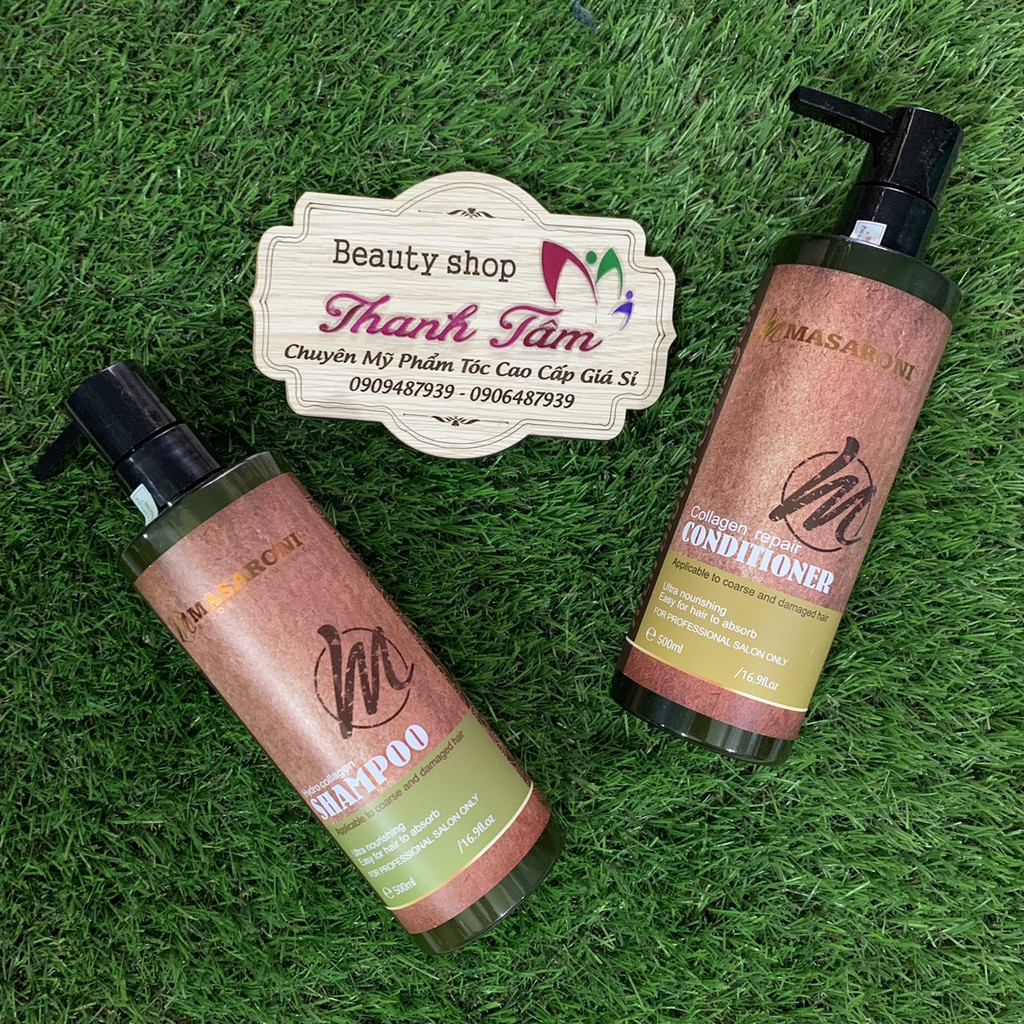 Beauty shop
Thanh Tâm
Chuyên Mỹ Phẩm Tóc Cao Cấp Giá Sỉ
0909487939 - 0906487939
MASARONI
Collagen repair
CONDITIONER
Applicable to coarse and damaged hair
Ultra nourishing
Easy for hair to absorb
FOR PROFESSIONAL SALON ONLY
e 500ml
/16.9fl.oz
MASARONI
Hydro collagen
SHAMPOO
Applicable to coarse and damaged hair
Ultra nourishing
Easy for hair to absorb
FOR PROFESSIONAL SALON ONLY
e 500ml
/16.9fl.oz